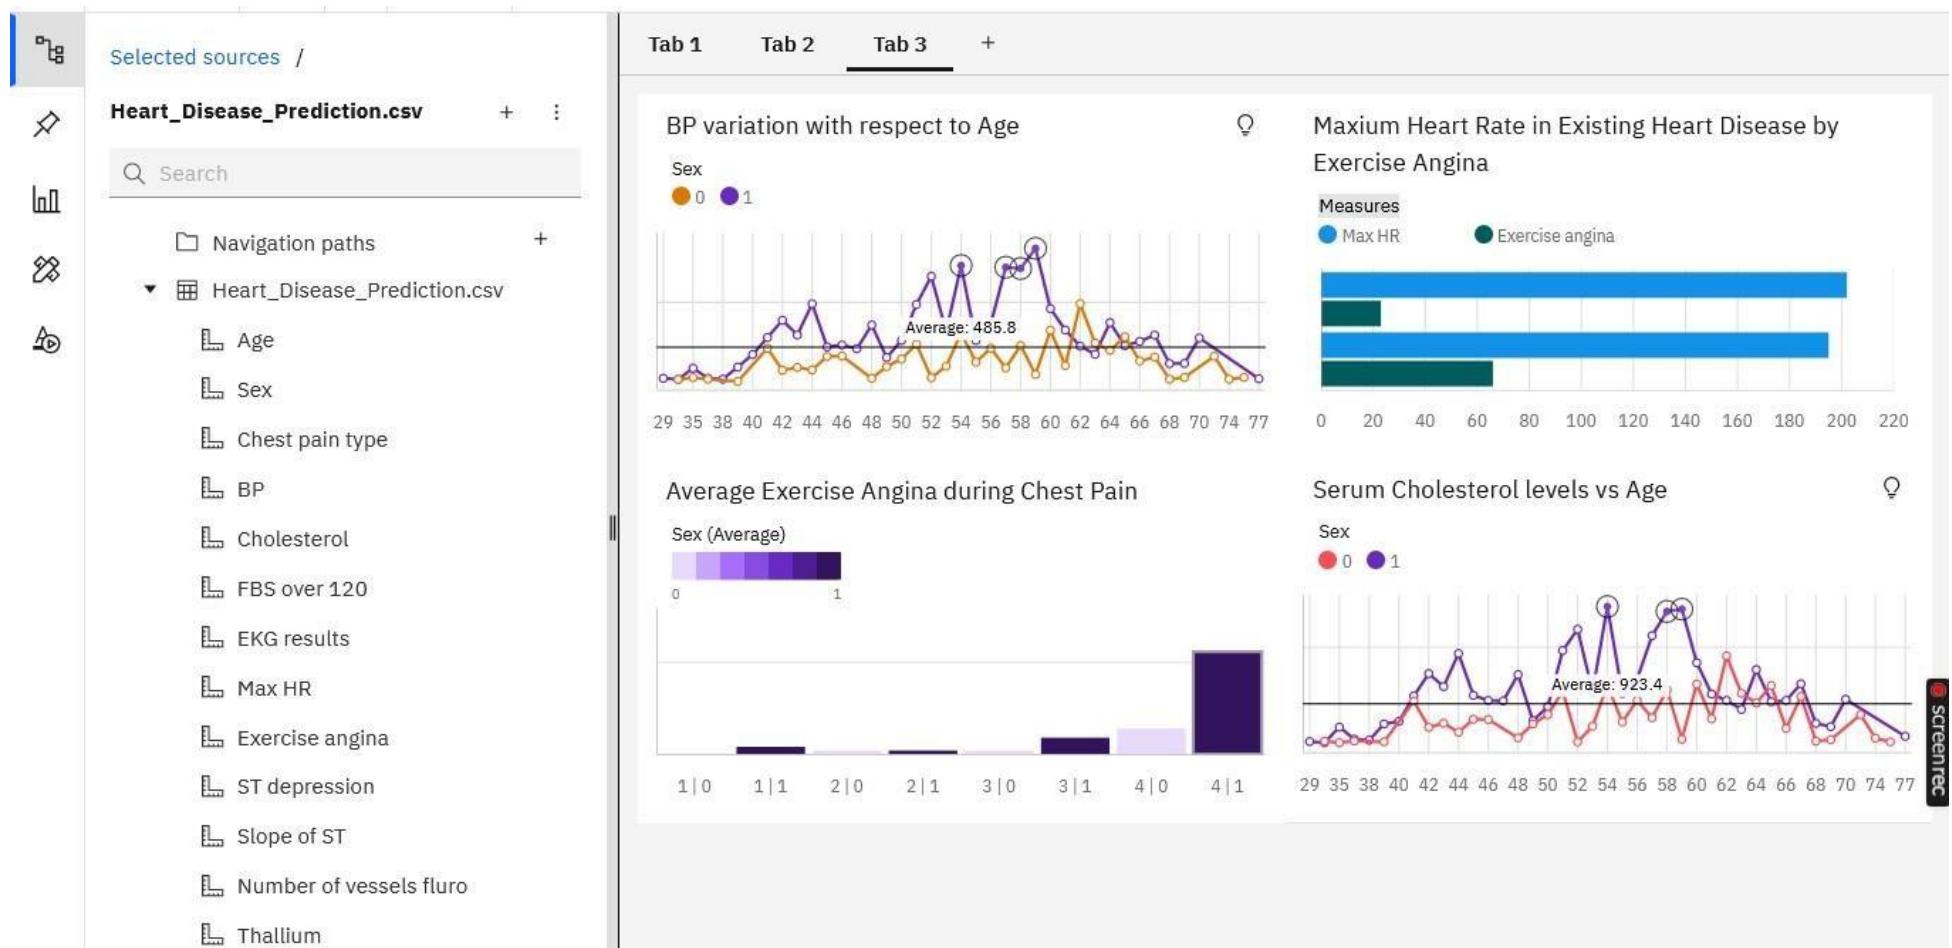 Selected sources /
Heart_Disease_Prediction.csv +
Search
Navigation paths +
Heart_Disease_Prediction.csv
Age
Sex
Chest pain type
BP
Cholesterol
FBS over 120
EKG results
Max HR
Exercise angina
ST depression
Slope of ST
Number of vessels fluro
Thallium
Tab 1 Tab 2 Tab 3 +
BP variation with respect to Age
Sex
0 1
Average: 485.8
29 35 38 40 42 44 46 48 50 52 54 56 58 60 62 64 66 68 70 74 77
Maxium Heart Rate in Existing Heart Disease by
Exercise Angina
Measures
Max HR Exercise angina
0 20 40 60 80 100 120 140 160 180 200 220
Average Exercise Angina during Chest Pain
Sex (Average)
0 1
1|0 1|1 2|0 2|1 3|0 3|1 4|0 4|1
Serum Cholesterol levels vs Age
Sex
0 1
Average: 923.4
29 35 38 40 42 44 46 48 50 52 54 56 58 60 62 64 66 68 70 74 77
screenrec